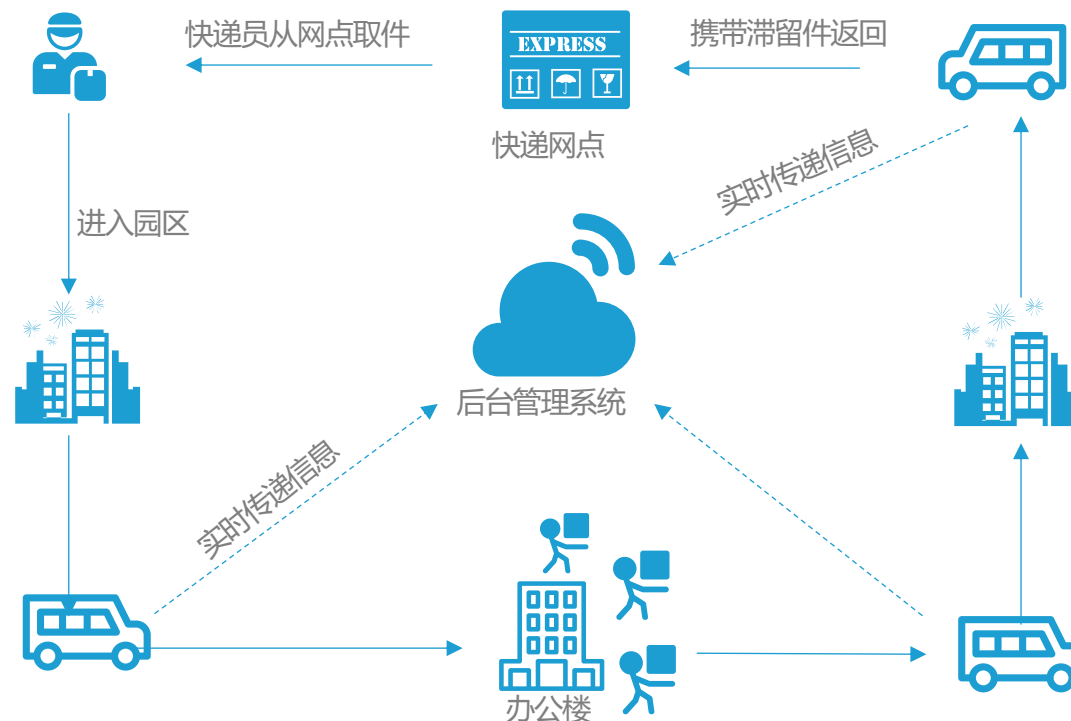 快递员从网点取件
EXPRESS
携带滞留件返回
快递网点
实时传递信息
进入园区
后台管理系统
实时传递信息
办公楼